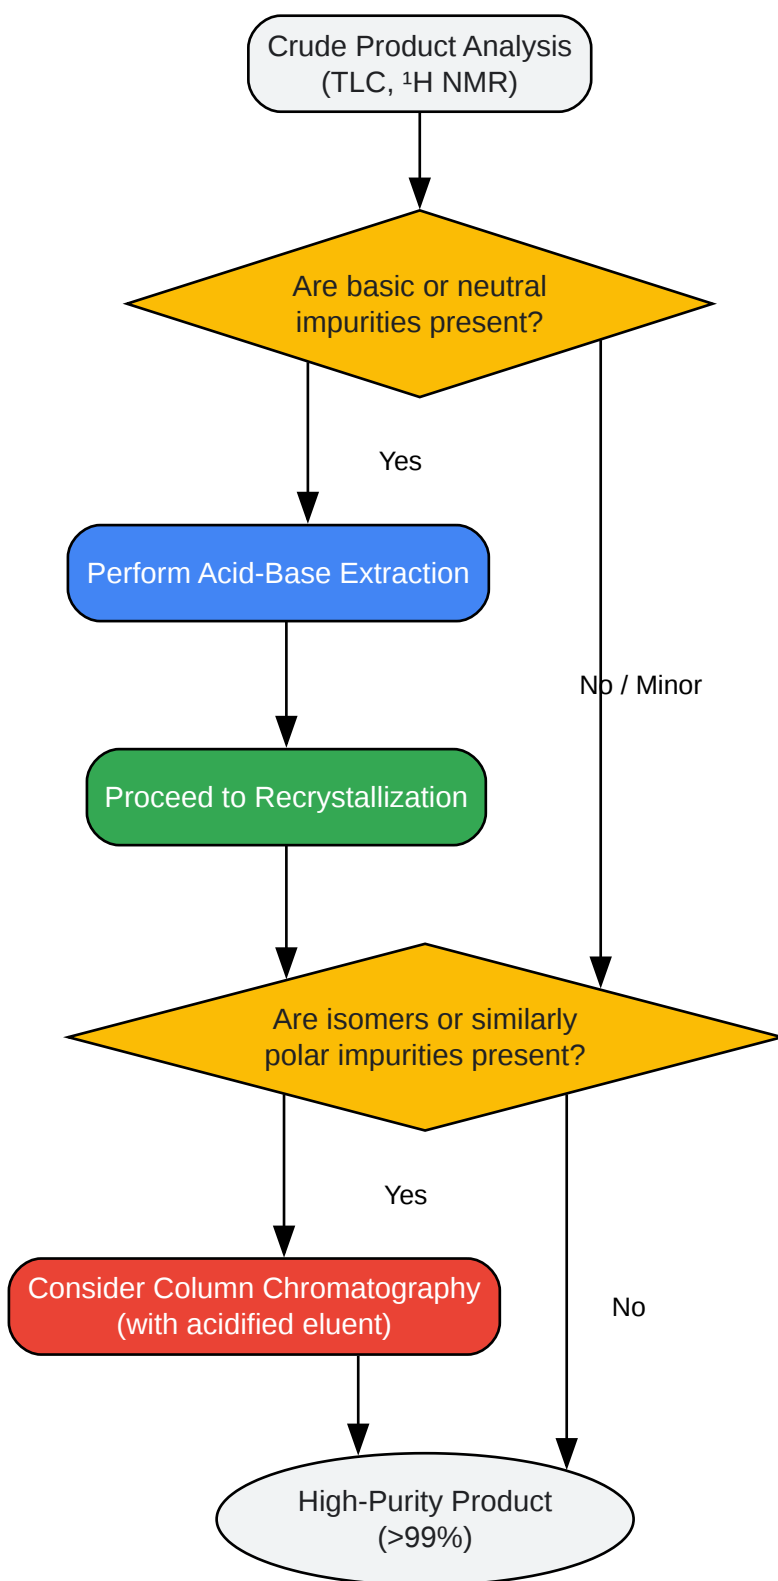 Crude Product Analysis
(TLC, ¹H NMR)
Are basic or neutral
impurities present?
Yes
Perform Acid-Base Extraction
No / Minor
Proceed to Recrystallization
Are isomers or similarly
polar impurities present?
Yes
Consider Column Chromatography
(with acidified eluent)
No
High-Purity Product
(>99%)